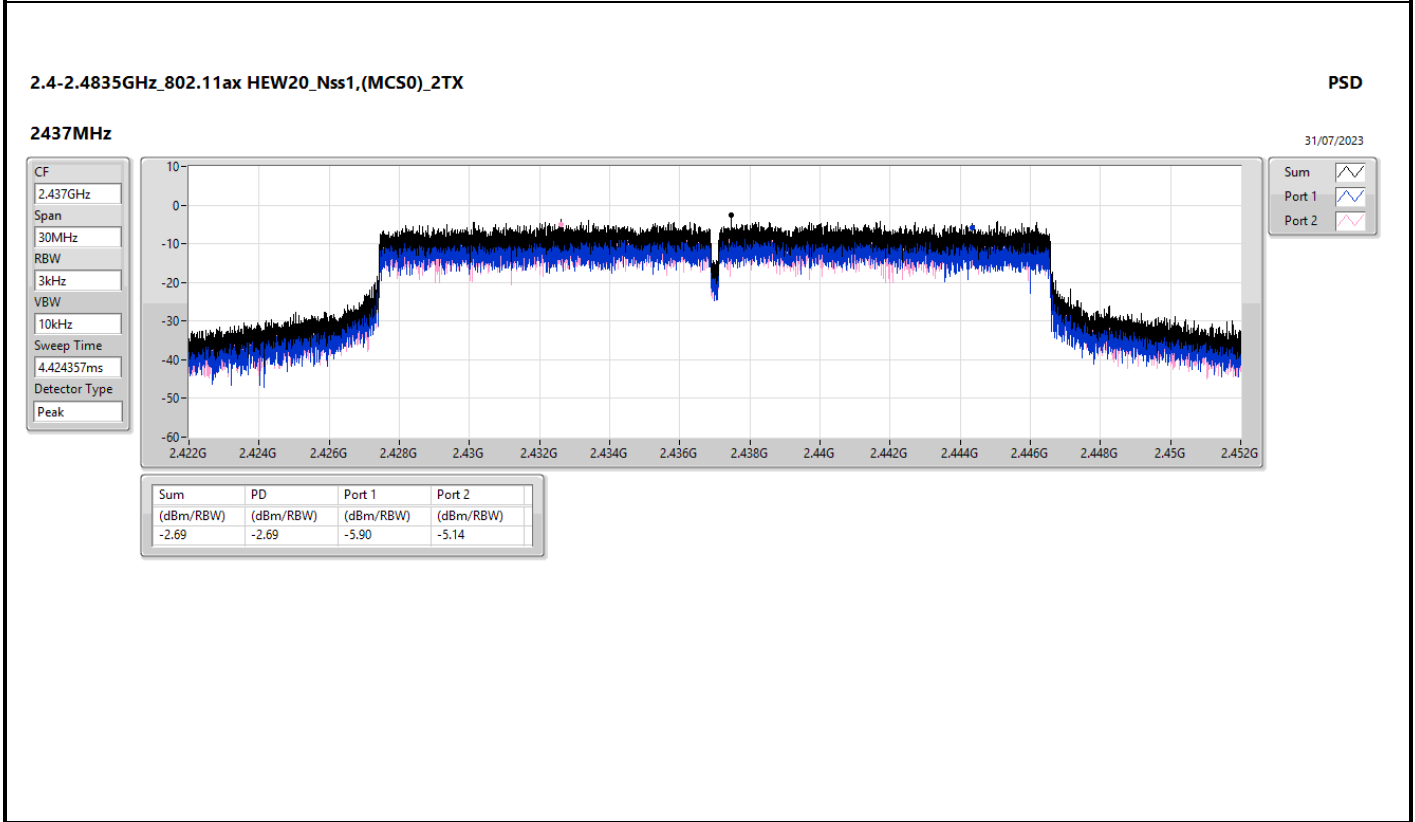 2.4-2.4835GHz_802.11ax HEW20_Nss1,(MCS0)_2TX PSD
2437MHz
31/07/2023
CF
2.437GHz
Span
30MHz
RBW
3kHz
VBW
10kHz
Sweep Time
4.424357ms
Detector Type
Peak
10
0
-10
-20
-30
-40
-50
-60
2.422G 2.424G 2.426G 2.428G 2.43G 2.432G 2.434G 2.436G 2.438G 2.44G 2.442G 2.444G 2.446G 2.448G 2.45G 2.452G
Sum
Port 1
Port 2
Sum PD Port 1 Port 2
(dBm/RBW) (dBm/RBW) (dBm/RBW) (dBm/RBW)
-2.69 -2.69 -5.90 -5.14